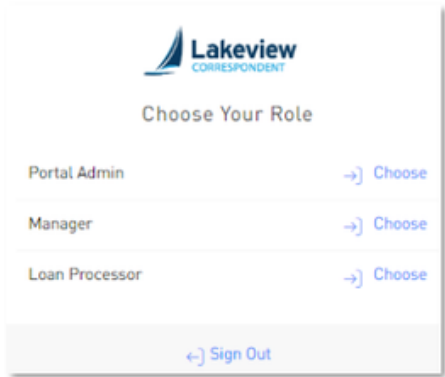 Lakeview
CORRESPONDENT
Choose Your Role
Portal Admin Choose
Manager Choose
Loan Processor Choose
Sign Out